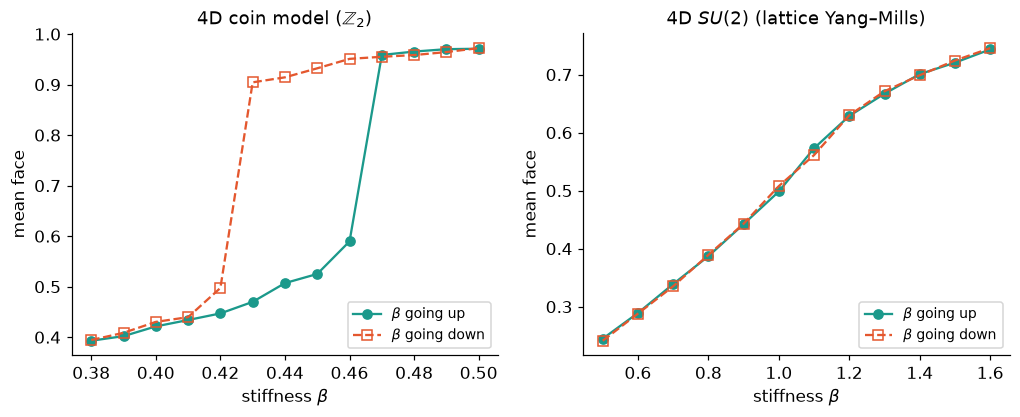 4D coin model (ℤ₂)
mean face
1.0
0.9
0.8
0.7
0.6
0.5
0.4
0.38 0.40 0.42 0.44 0.46 0.48 0.50
stiffness β
β going up
β going down
4D SU(2) (lattice Yang–Mills)
mean face
0.7
0.6
0.5
0.4
0.3
0.6 0.8 1.0 1.2 1.4 1.6
stiffness β
β going up
β going down